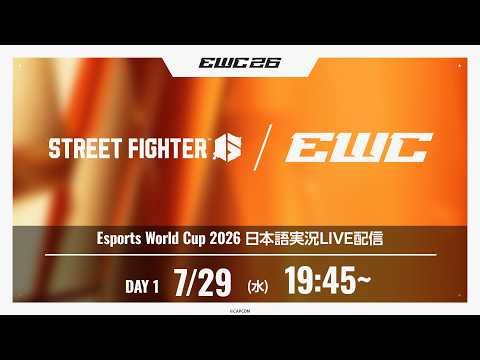 EWC26
STREET FIGHTER 6 / EWC
Esports World Cup 2026 日本語実況LIVE配信
DAY 1 7/29 (水) 19:45~
©CAPCOM